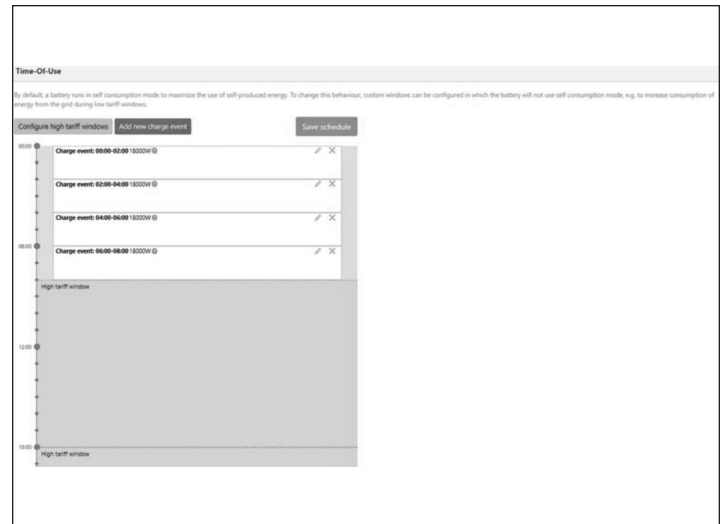 Time-Of-Use
By default, a battery runs in self consumption mode to maximize the use of self-produced energy. To change this behaviour, custom windows can be configured in which the battery will not use self consumption mode, e.g. to increase consumption of
energy from the grid during low tariff windows.
Configure high tariff windows Add new charge event Save schedule
00:00 Charge event: 00:00-02:00 18000W
Charge event: 02:00-04:00 18000W
Charge event: 04:00-06:00 18000W
06:00 Charge event: 06:00-08:00 18000W
High tariff window
12:00
18:00
High tariff window